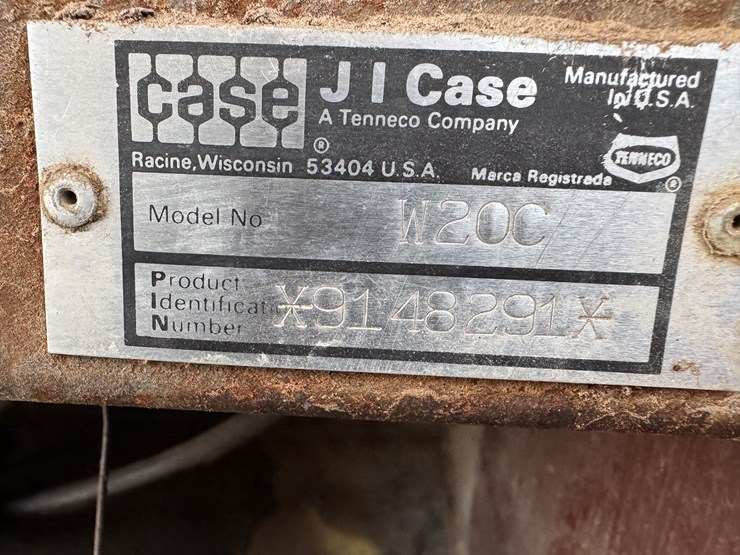 case
J I Case
A Tenneco Company
Manufactured
In U.S.A.
®
Racine, Wisconsin 53404 U.S.A.
Marca Registrada
TENNECO
®
Model No W20C
Product
Identification
Number
*9148291*